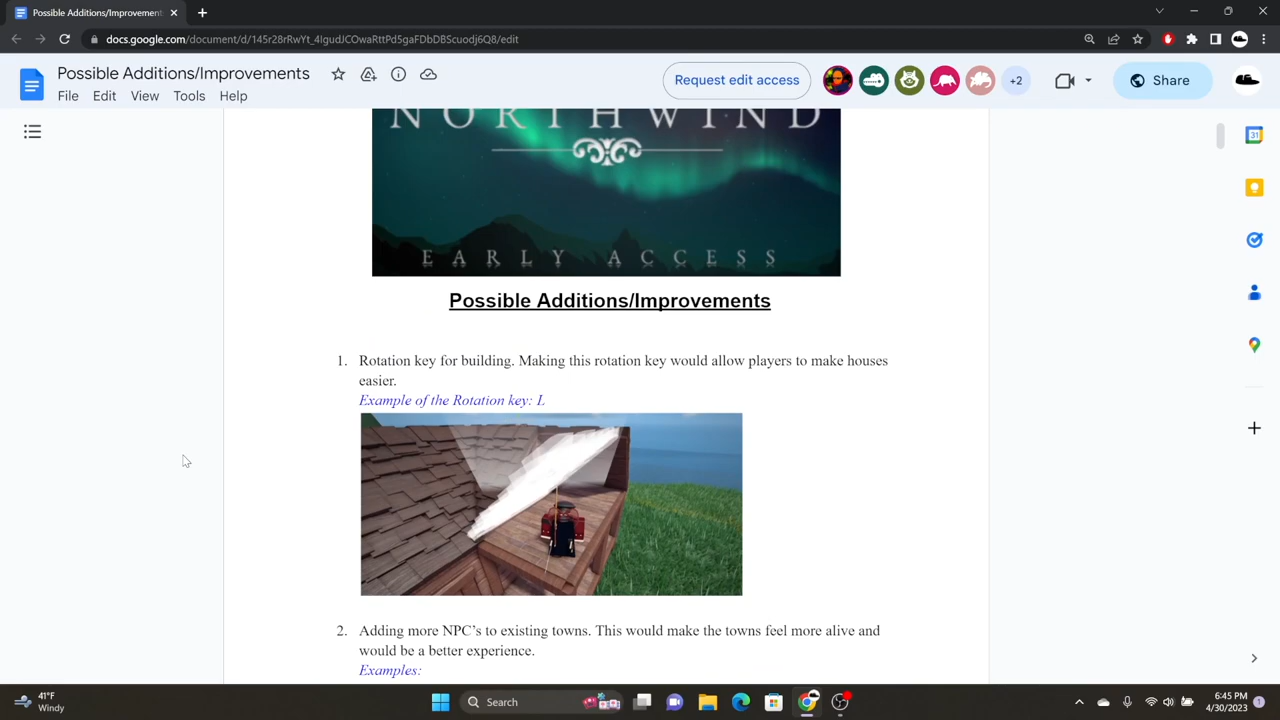 Possible Additions/Improvements
docs.google.com/document/d/145r28rRwYt_4IgudJCOwaRttPd5gaFDbDBScuodj6Q8/edit
Possible Additions/Improvements
Request edit access
+2
Share
File Edit View Tools Help
31
NORTHWIND
EARLY ACCESS
Possible Additions/Improvements
1. Rotation key for building. Making this rotation key would allow players to make houses
easier.
Example of the Rotation key: L
2. Adding more NPC's to existing towns. This would make the towns feel more alive and
would be a better experience.
Examples:
41°F
Windy
Search
6:45 PM
4/30/2023
1